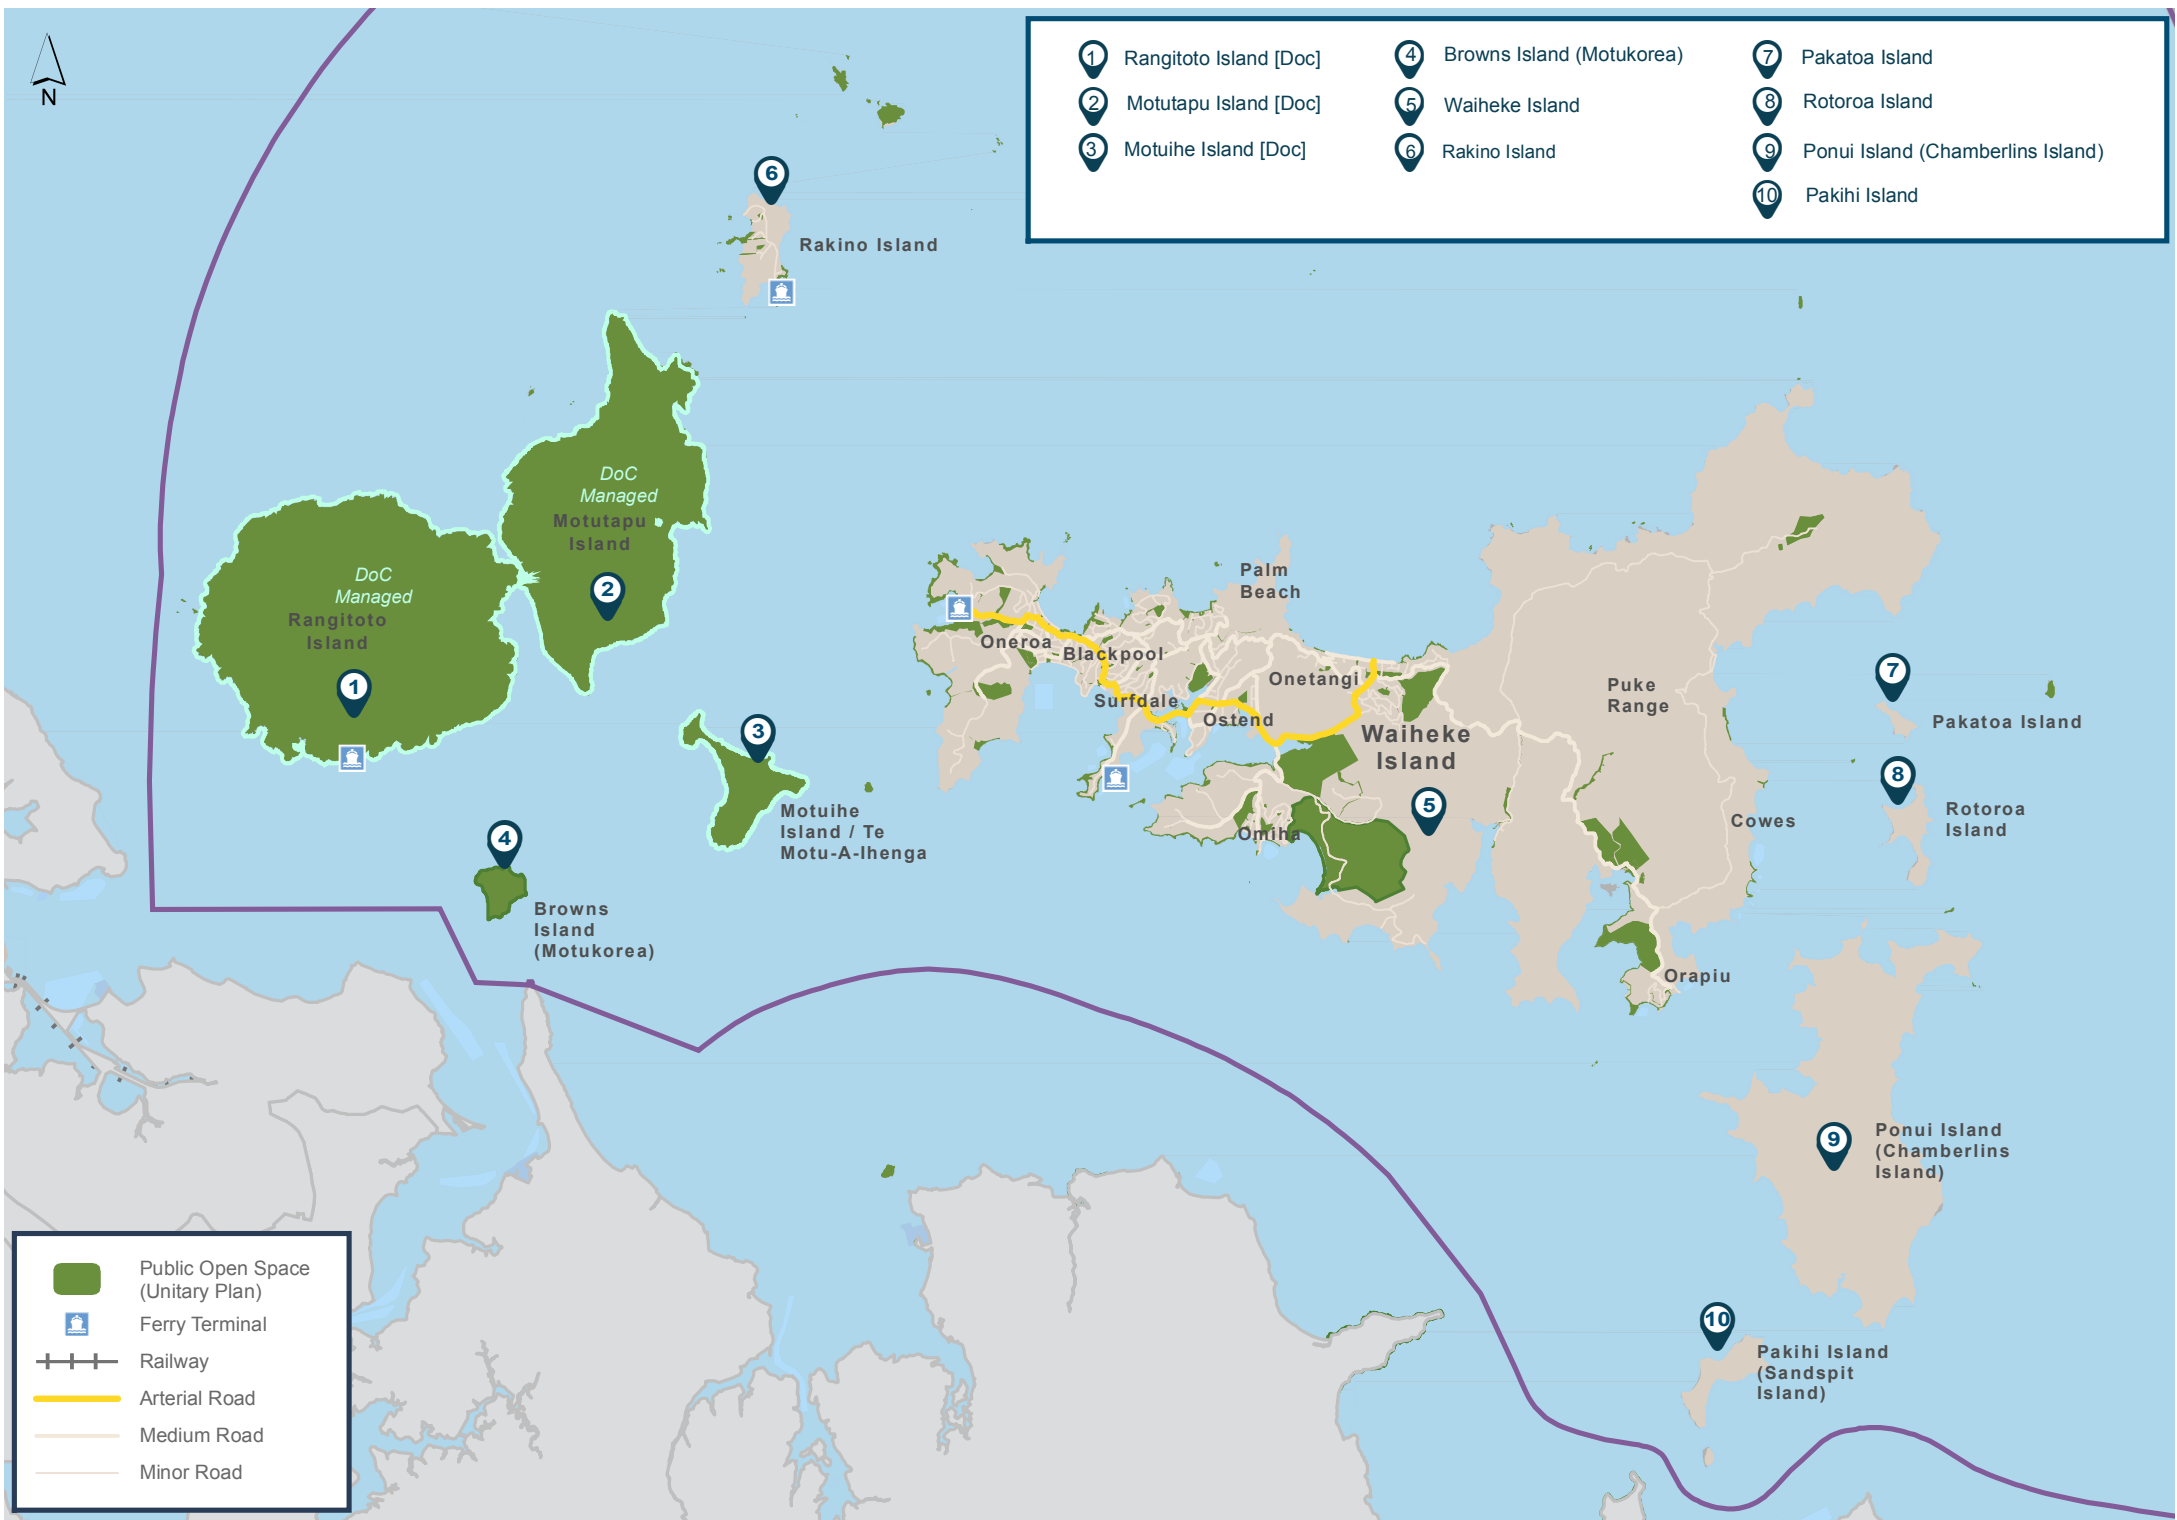 N
1 Rangitoto Island [Doc]
2 Motutapu Island [Doc]
3 Motuihe Island [Doc]
4 Browns Island (Motukorea)
5 Waiheke Island
6 Rakino Island
7 Pakatoa Island
8 Rotoroa Island
9 Ponui Island (Chamberlins Island)
10 Pakihi Island
6
Rakino Island
DoC
Managed
Motutapu
Island
2
DoC
Managed
Rangitoto
Island
1
3
Motuihe
Island / Te
Motu-A-Ihenga
4
Browns
Island
(Motukorea)
Palm
Beach
Oneroa
Blackpool
Surfdale
Ostend
Onetangi
Waiheke
Island
5
Omiha
Puke
Range
Cowes
Orapiu
7
Pakatoa Island
8
Rotoroa
Island
9
Ponui Island
(Chamberlins
Island)
10
Pakihi Island
(Sandspit
Island)
Public Open Space
(Unitary Plan)
Ferry Terminal
Railway
Arterial Road
Medium Road
Minor Road